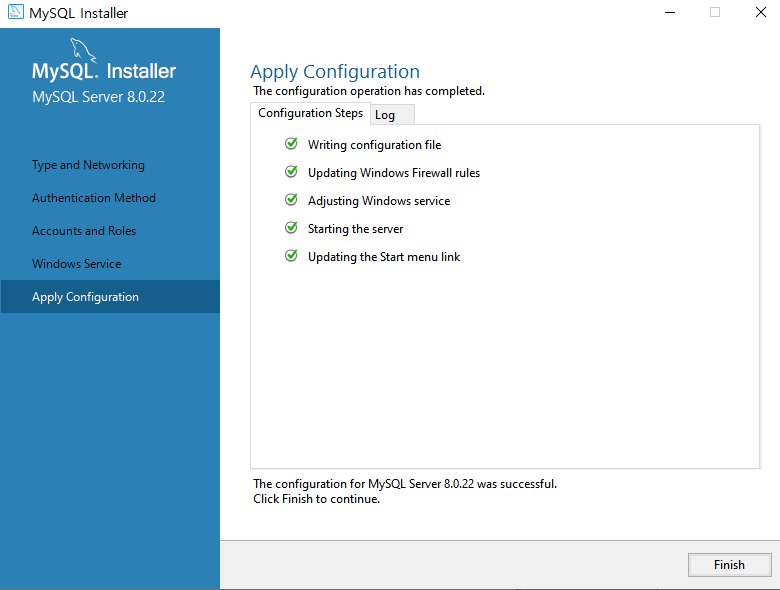 MySQL Installer
MySQL. Installer
MySQL Server 8.0.22
Type and Networking
Authentication Method
Accounts and Roles
Windows Service
Apply Configuration
Apply Configuration
The configuration operation has completed.
Configuration Steps Log
Writing configuration file
Updating Windows Firewall rules
Adjusting Windows service
Starting the server
Updating the Start menu link
The configuration for MySQL Server 8.0.22 was successful.
Click Finish to continue.
Finish